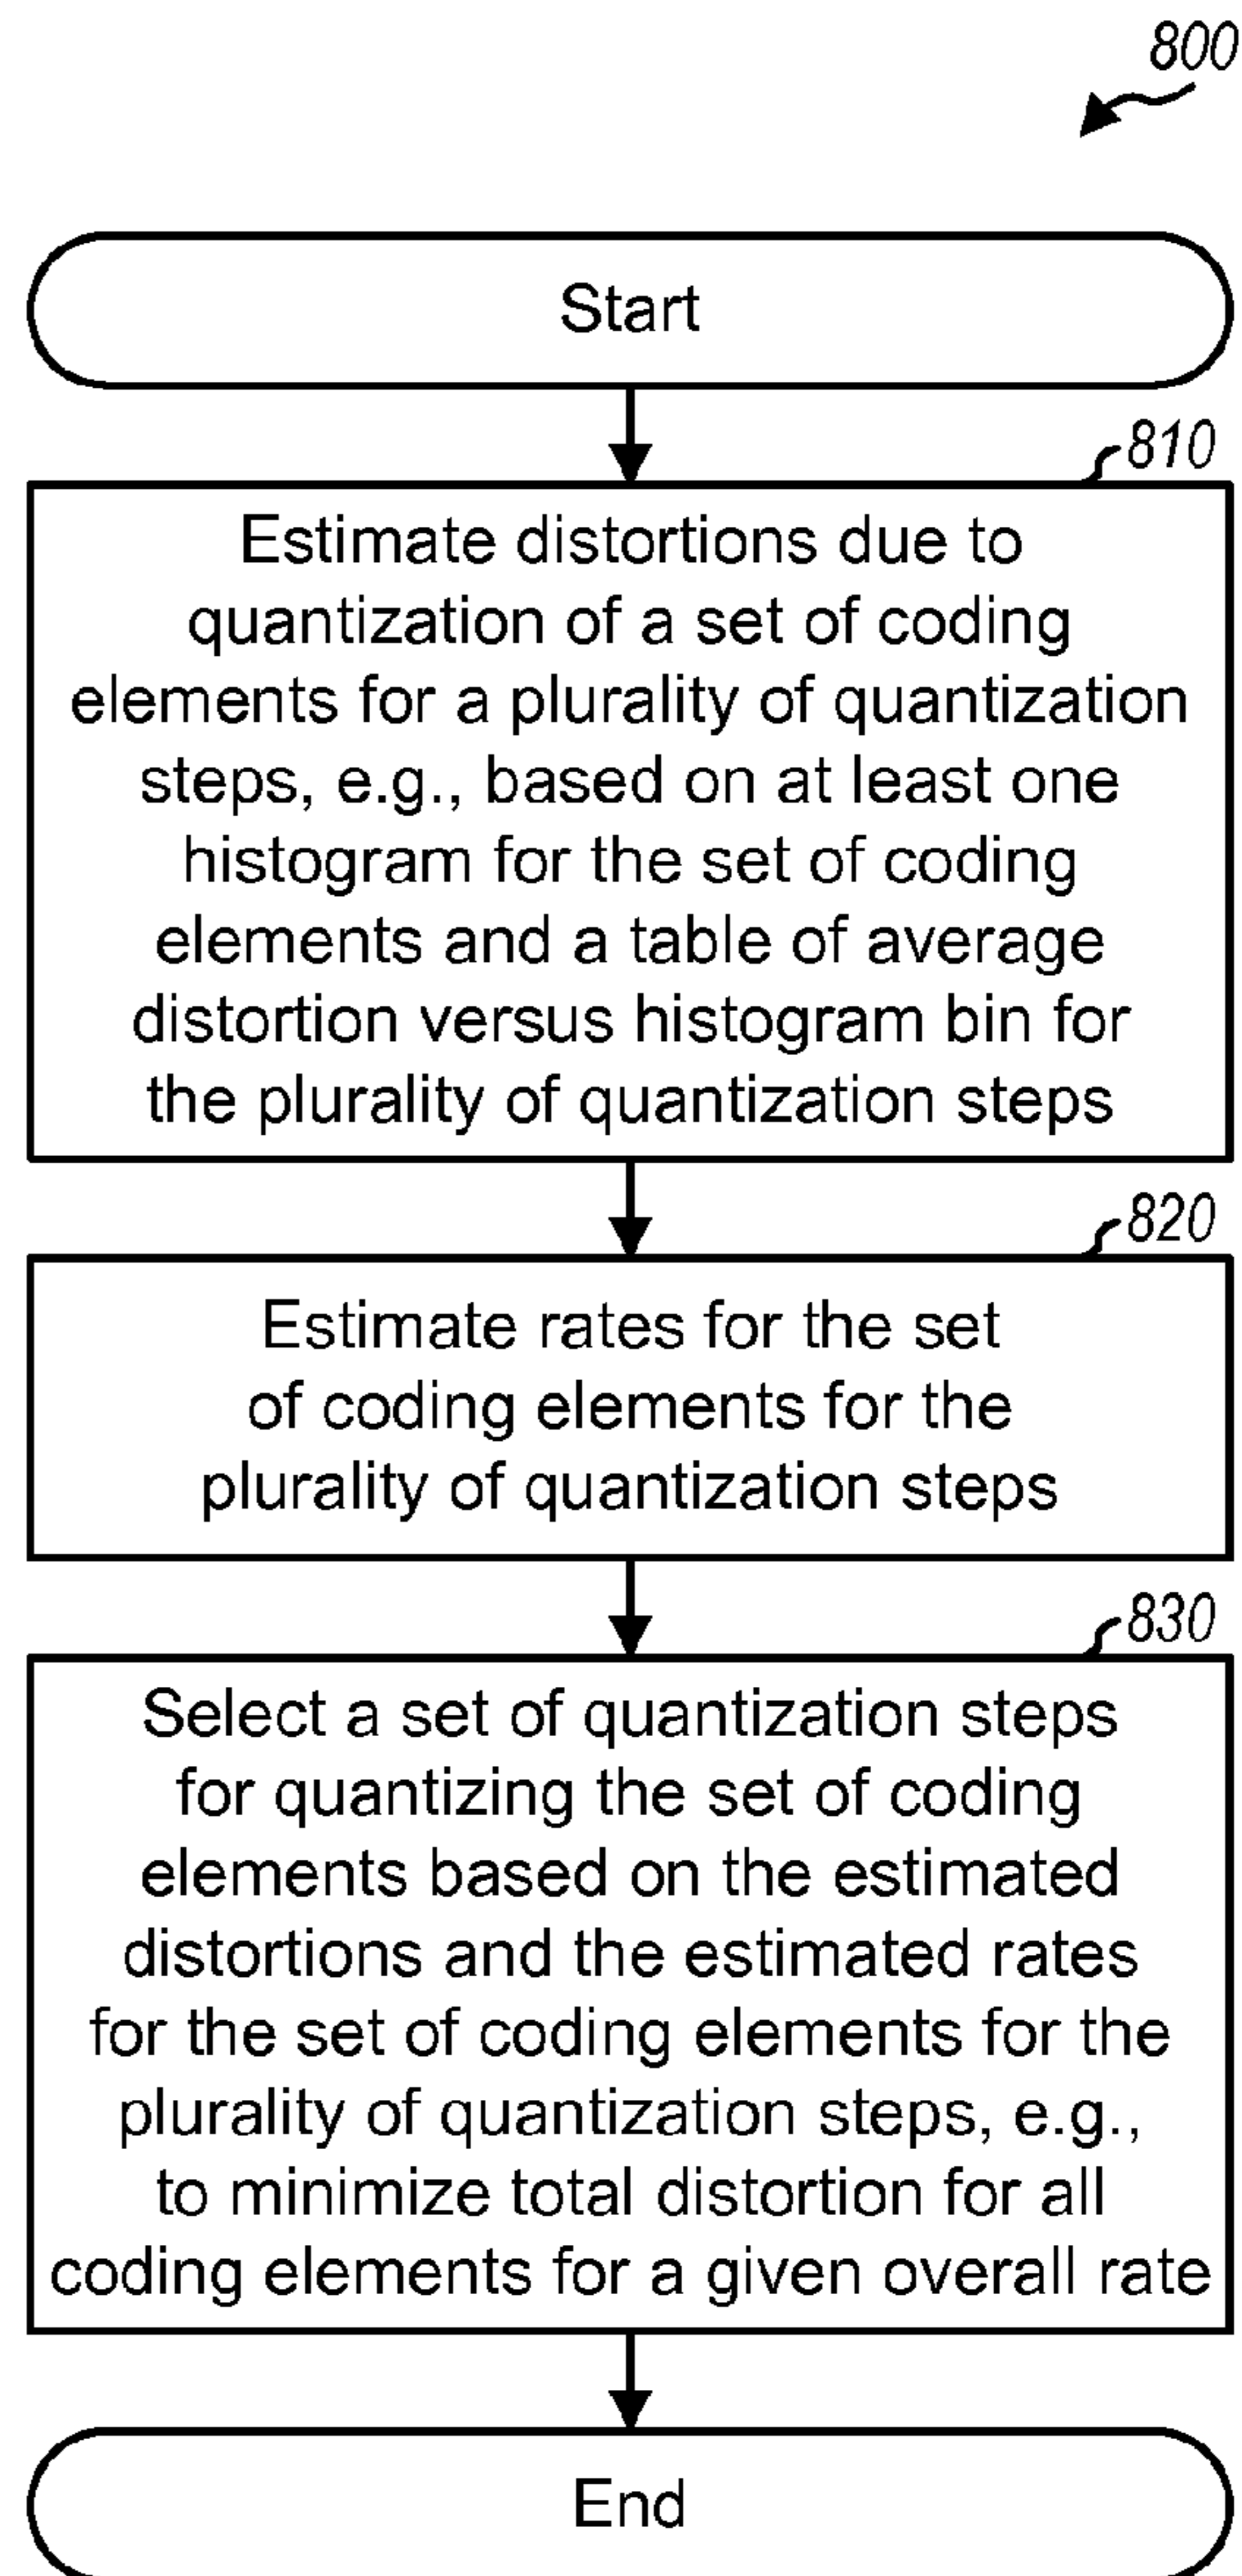 800
Start
810
Estimate distortions due to
quantization of a set of coding
elements for a plurality of quantization
steps, e.g., based on at least one
histogram for the set of coding
elements and a table of average
distortion versus histogram bin for
the plurality of quantization steps
820
Estimate rates for the set
of coding elements for the
plurality of quantization steps
830
Select a set of quantization steps
for quantizing the set of coding
elements based on the estimated
distortions and the estimated rates
for the set of coding elements for the
plurality of quantization steps, e.g.,
to minimize total distortion for all
coding elements for a given overall rate
End